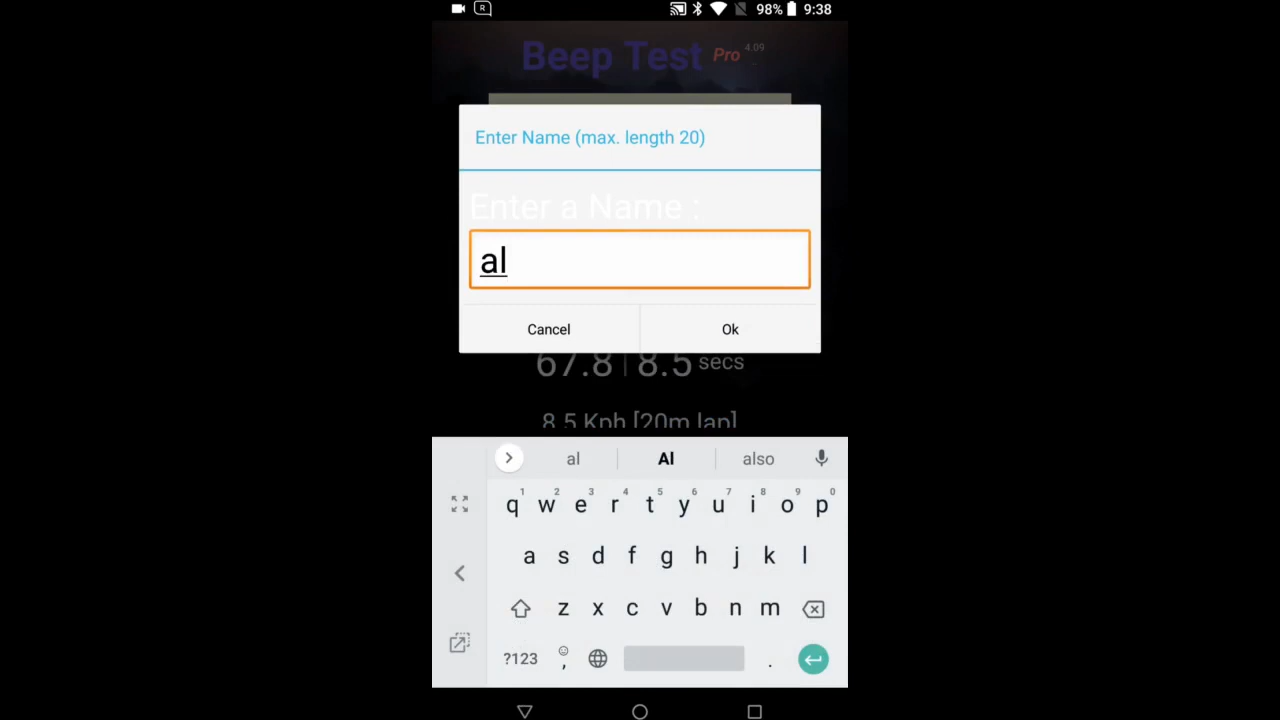 R 98% 9:38
Beep Test Pro 4.09
Enter Name (max. length 20)
Enter a Name :
al
Cancel Ok
67.8 | 8.5 secs
8.5 Kph [20m lap]
al Al also
1 2 3 4 5 6 7 8 9 0
q w e r t y u i o p
a s d f g h j k l
z x c v b n m
?123 , .